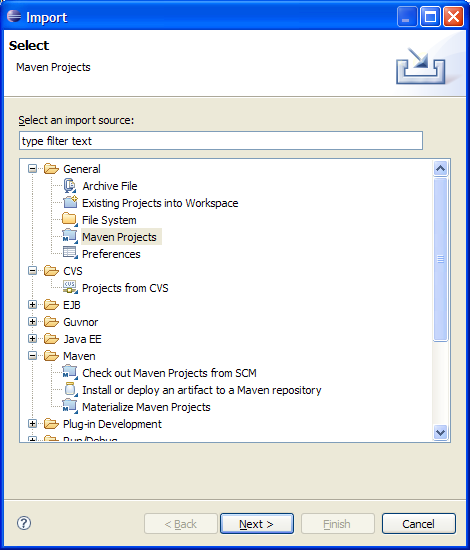 Import
Select
Maven Projects
Select an import source:
type filter text
General
Archive File
Existing Projects into Workspace
File System
Maven Projects
Preferences
CVS
Projects from CVS
EJB
Guvnor
Java EE
Maven
Check out Maven Projects from SCM
Install or deploy an artifact to a Maven repository
Materialize Maven Projects
Plug-in Development
Run/Debug
< Back
Next >
Finish
Cancel